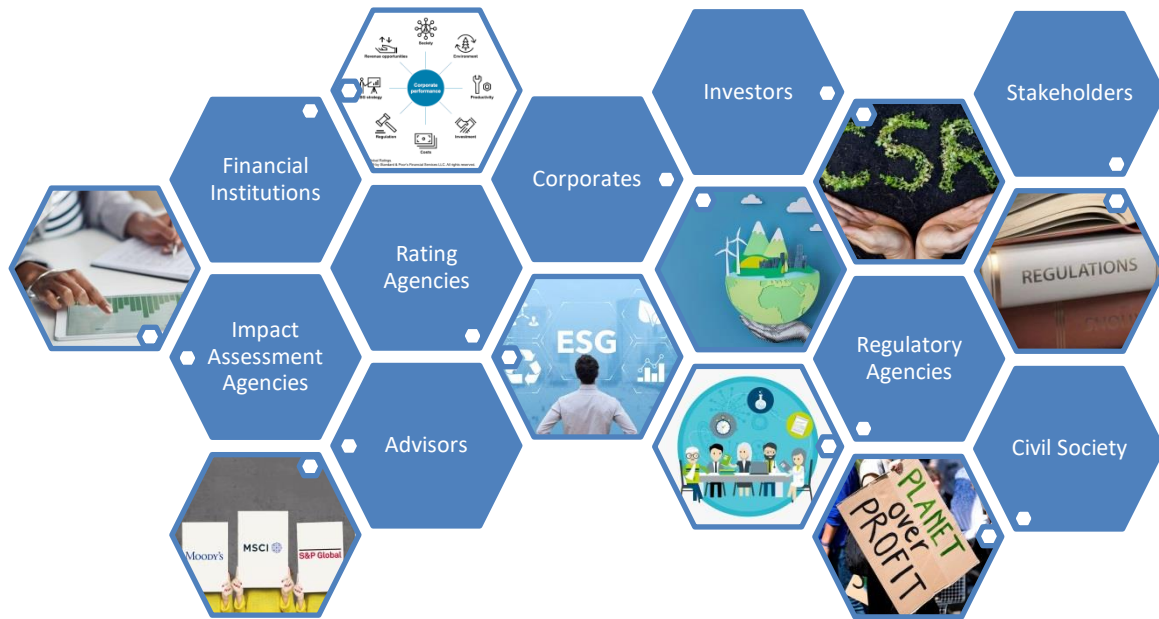 Society
Revenue opportunities
Environment
Corporate
performance
Productivity
Regulation
Investment
Costs
Investors
Stakeholders
Financial
Institutions
Corporates
CSR
Rating
Agencies
REGULATIONS
ESG
Impact
Assessment
Agencies
Regulatory
Agencies
Advisors
Civil Society
MOODY'S
MSCI
S&P Global
PLANET
over
PROFIT